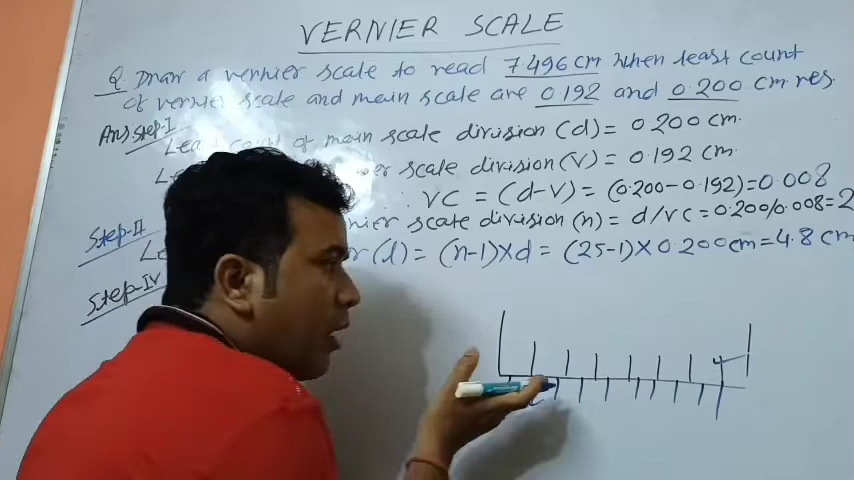 VERNIER SCALE
Q. Draw a vernier scale to read 7.496 cm when least count
of vernier scale and main scale are 0.192 and 0.200 cm res.
Ans. Step-I
count of main scale division (d) = 0.200 cm.
scale division (v) = 0.192 cm.
∴ VC = (d-v) = (0.200-0.192) = 0.008
Step-II
scale division (n) = d/vc = 0.200/0.008 = 2
(l) = (n-1)×d = (25-1)×0.200cm = 4.8 cm
Step-IV
4